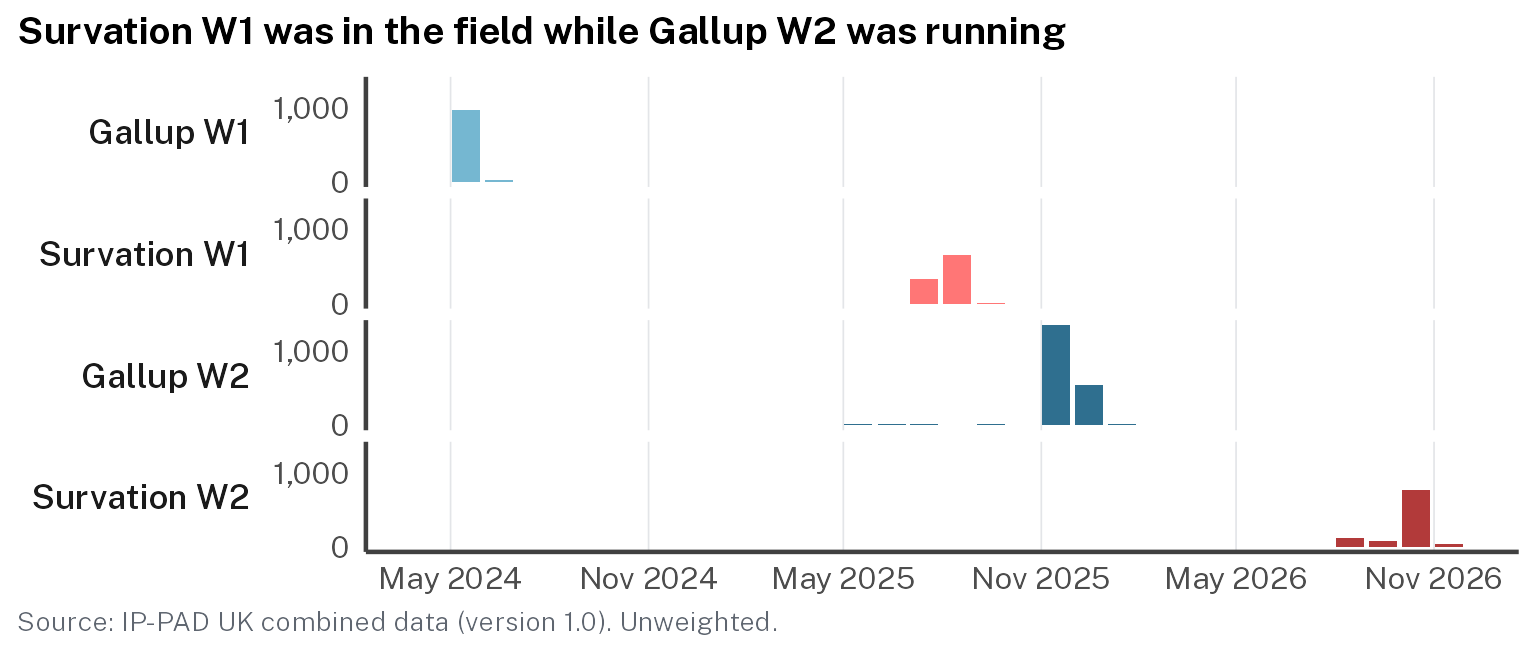 Survation W1 was in the field while Gallup W2 was running
1,000
Gallup W1
0
1,000
Survation W1
0
1,000
Gallup W2
0
1,000
Survation W2
0
May 2024 Nov 2024 May 2025 Nov 2025 May 2026 Nov 2026
Source: IP-PAD UK combined data (version 1.0). Unweighted.